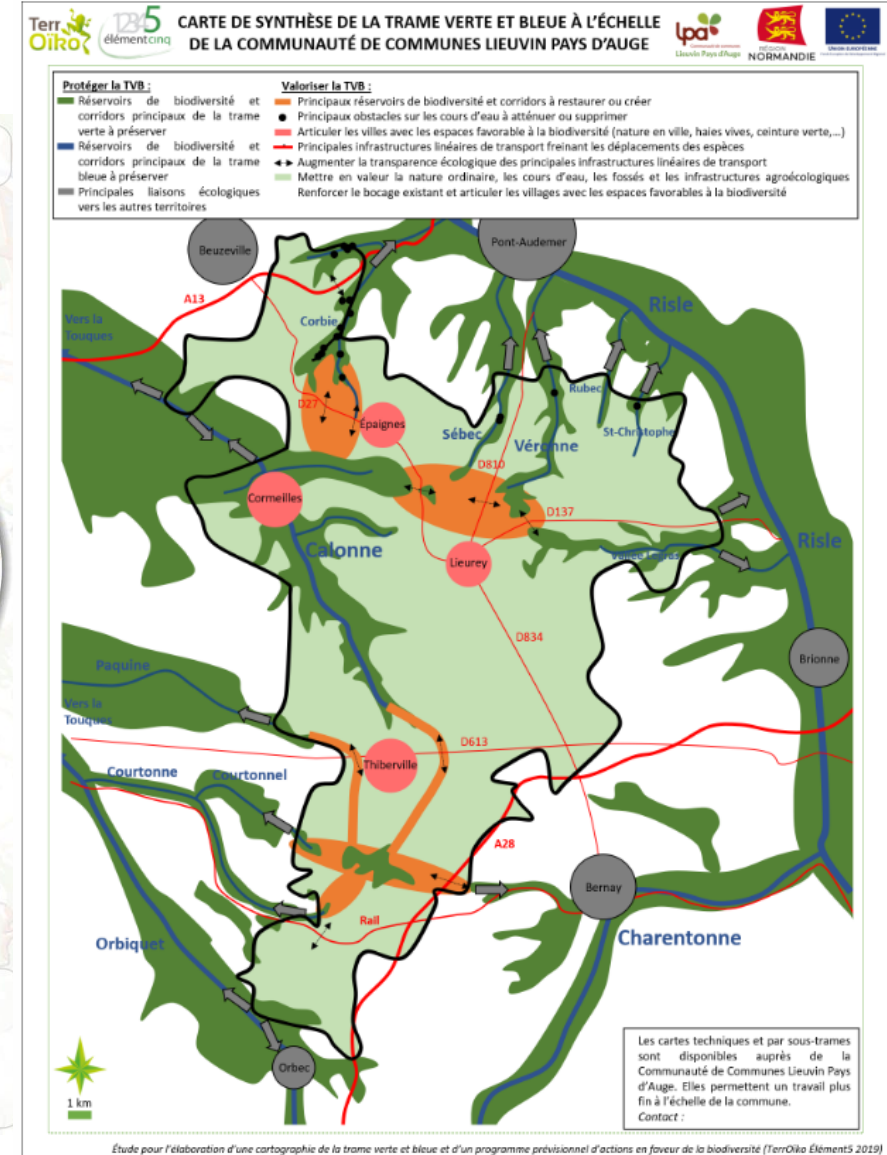 Terr
Oïko
12345
élémentcinq
CARTE DE SYNTHÈSE DE LA TRAME VERTE ET BLEUE À L'ÉCHELLE
DE LA COMMUNAUTÉ DE COMMUNES LIEUVIN PAYS D'AUGE
lpa
Communauté de communes
Lieuvin Pays d'Auge
RÉGION
NORMANDIE
UNION EUROPÉENNE
Protéger la TVB :
Réservoirs de biodiversité et
corridors principaux de la trame
verte à préserver
Réservoirs de biodiversité et
corridors principaux de la trame
bleue à préserver
Principales liaisons écologiques
vers les autres territoires
Valoriser la TVB :
Principaux réservoirs de biodiversité et corridors à restaurer ou créer
Principaux obstacles sur les cours d'eau à atténuer ou supprimer
Articuler les villes avec les espaces favorable à la biodiversité (nature en ville, haies vives, ceinture verte,...)
Principales infrastructures linéaires de transport freinant les déplacements des espèces
Augmenter la transparence écologique des principales infrastructures linéaires de transport
Mettre en valeur la nature ordinaire, les cours d'eau, les fossés et les infrastructures agroécologiques
Renforcer le bocage existant et articuler les villages avec les espaces favorables à la biodiversité
Beuzeville
Pont-Audemer
A13
Risle
Vers la
Touques
Corbie
D27
Épaignes
Rubec
Sébec
Véronne
St-Christophe
D810
Cormeilles
D137
Calonne
Risle
Lieurey
D834
Brionne
Paquine
Vers la
Touques
D613
Thiberville
Courtonne
Courtonnel
A28
Bernay
Rail
Charentonne
Orbiquet
Orbec
1 km
Les cartes techniques et par sous-trames
sont disponibles auprès de la
Communauté de Communes Lieuvin Pays
d'Auge. Elles permettent un travail plus
fin à l'échelle de la commune.
Contact :
Étude pour l'élaboration d'une cartographie de la trame verte et bleue et d'un programme prévisionnel d'actions en faveur de la biodiversité (TerrOïko Élément5 2019)